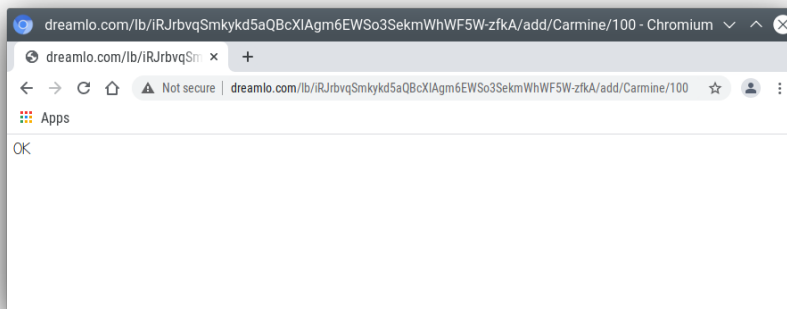 dreamlo.com/lb/iRJrbvqSmkykd5aQBcXIAgm6EWSo3SekmWhWF5W-zfkA/add/Carmine/100 - Chromium
dreamlo.com/lb/iRJrbvqSm
Not secure | dreamlo.com/lb/iRJrbvqSmkykd5aQBcXIAgm6EWSo3SekmWhWF5W-zfkA/add/Carmine/100
Apps
OK